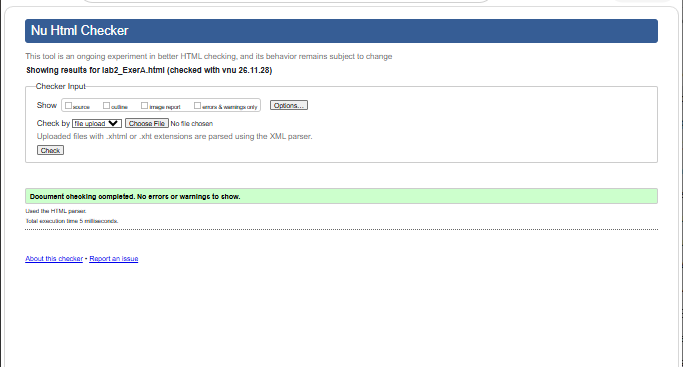 Nu Html Checker
This tool is an ongoing experiment in better HTML checking, and its behavior remains subject to change
Showing results for lab2_ExerA.html (checked with vnu 26.11.28)
Checker Input
Show source outline image report errors & warnings only Options...
Check by file upload Choose File No file chosen
Uploaded files with .xhtml or .xht extensions are parsed using the XML parser.
Check
Document checking completed. No errors or warnings to show.
Used the HTML parser.
Total execution time 5 milliseconds.
About this checker • Report an issue